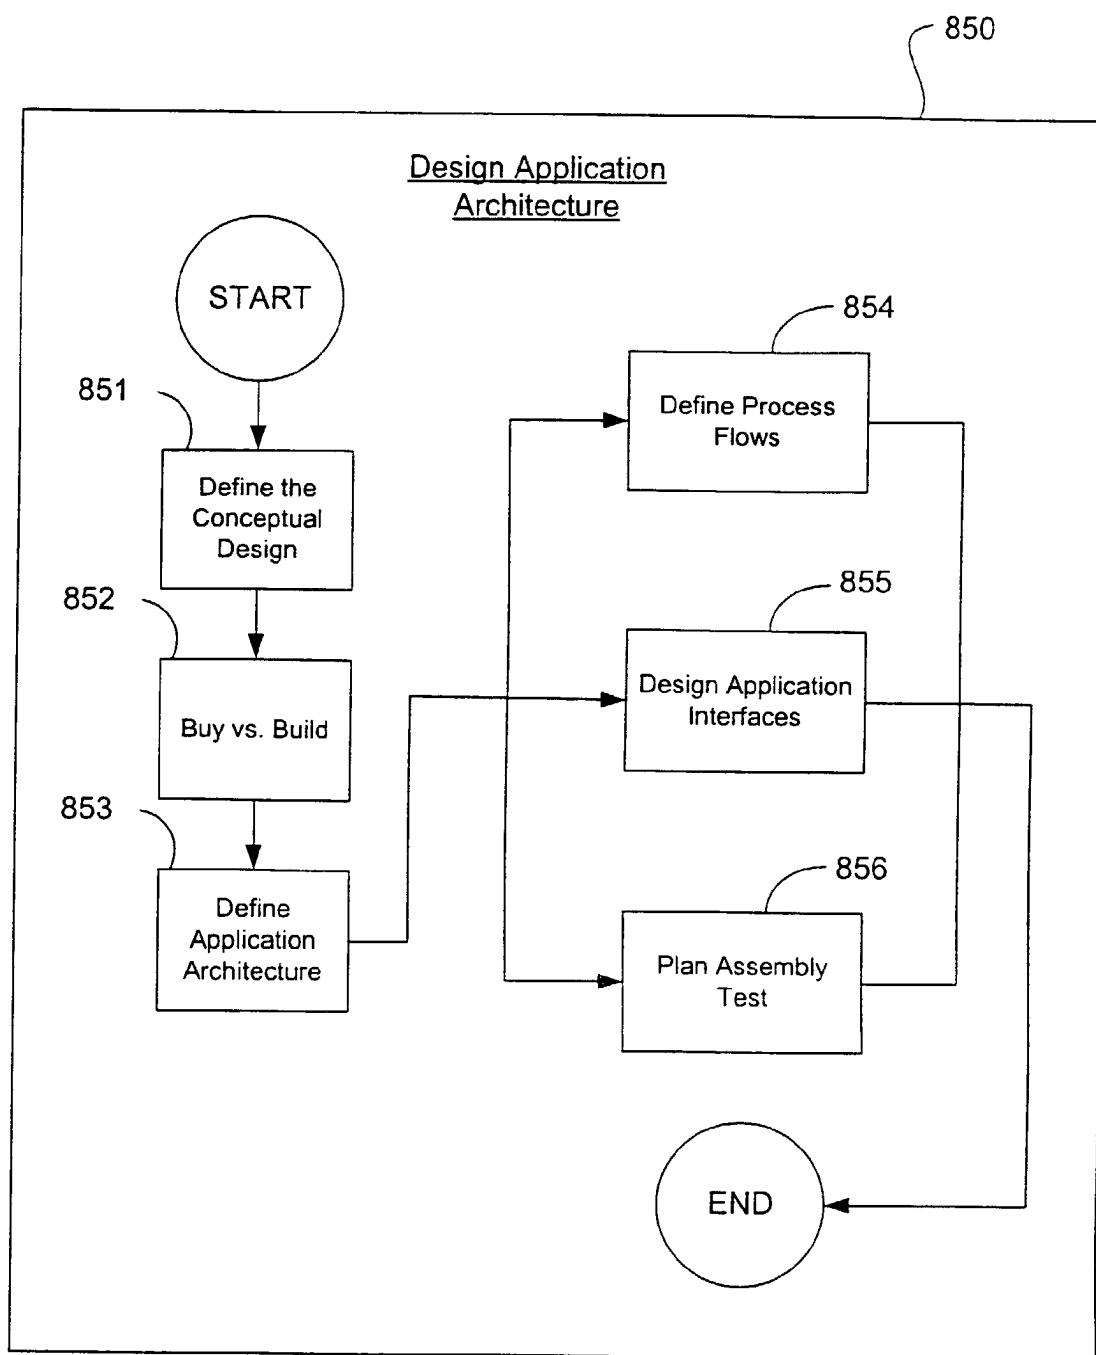 850
Design Application
Architecture
START
851
Define the
Conceptual
Design
852
Buy vs. Build
853
Define
Application
Architecture
854
Define Process
Flows
855
Design Application
Interfaces
856
Plan Assembly
Test
END